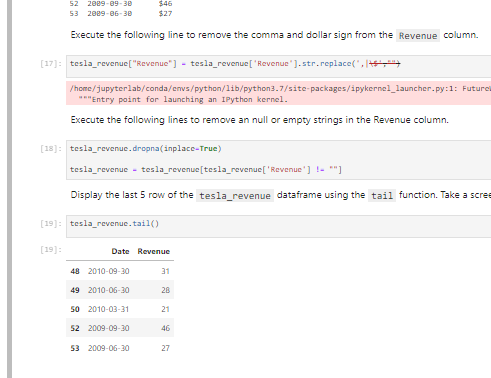 52 2009-09-30 $46
53 2009-06-30 $27
Execute the following line to remove the comma and dollar sign from the Revenue column.
[17]: tesla_revenue["Revenue"] = tesla_revenue['Revenue'].str.replace(',|\$',"")
/home/jupyterlab/conda/envs/python/lib/python3.7/site-packages/ipykernel_launcher.py:1: Future
"""Entry point for launching an IPython kernel.
Execute the following lines to remove an null or empty strings in the Revenue column.
[18]: tesla_revenue.dropna(inplace=True)
tesla_revenue = tesla_revenue[tesla_revenue['Revenue'] != ""]
Display the last 5 row of the tesla_revenue dataframe using the tail function. Take a scree
[19]: tesla_revenue.tail()
[19]: Date Revenue
48 2010-09-30 31
49 2010-06-30 28
50 2010-03-31 21
52 2009-09-30 46
53 2009-06-30 27